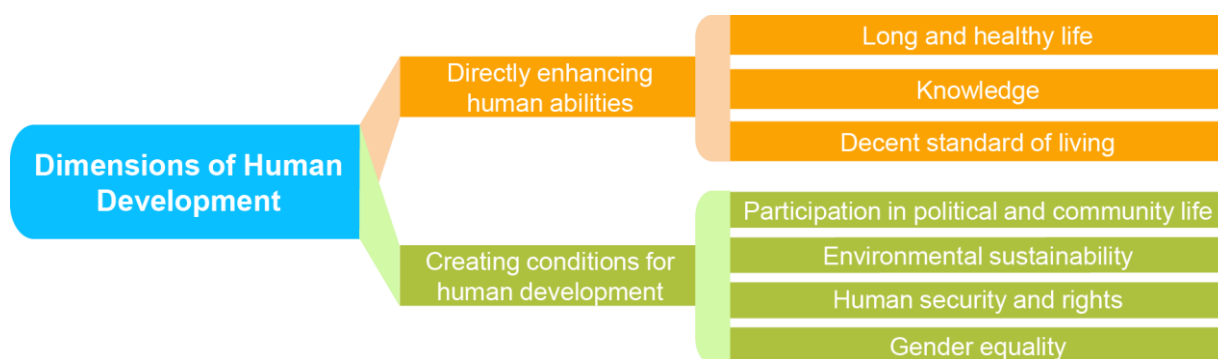 Dimensions of Human
Development
Directly enhancing
human abilities
Long and healthy life
Knowledge
Decent standard of living
Creating conditions for
human development
Participation in political and community life
Environmental sustainability
Human security and rights
Gender equality